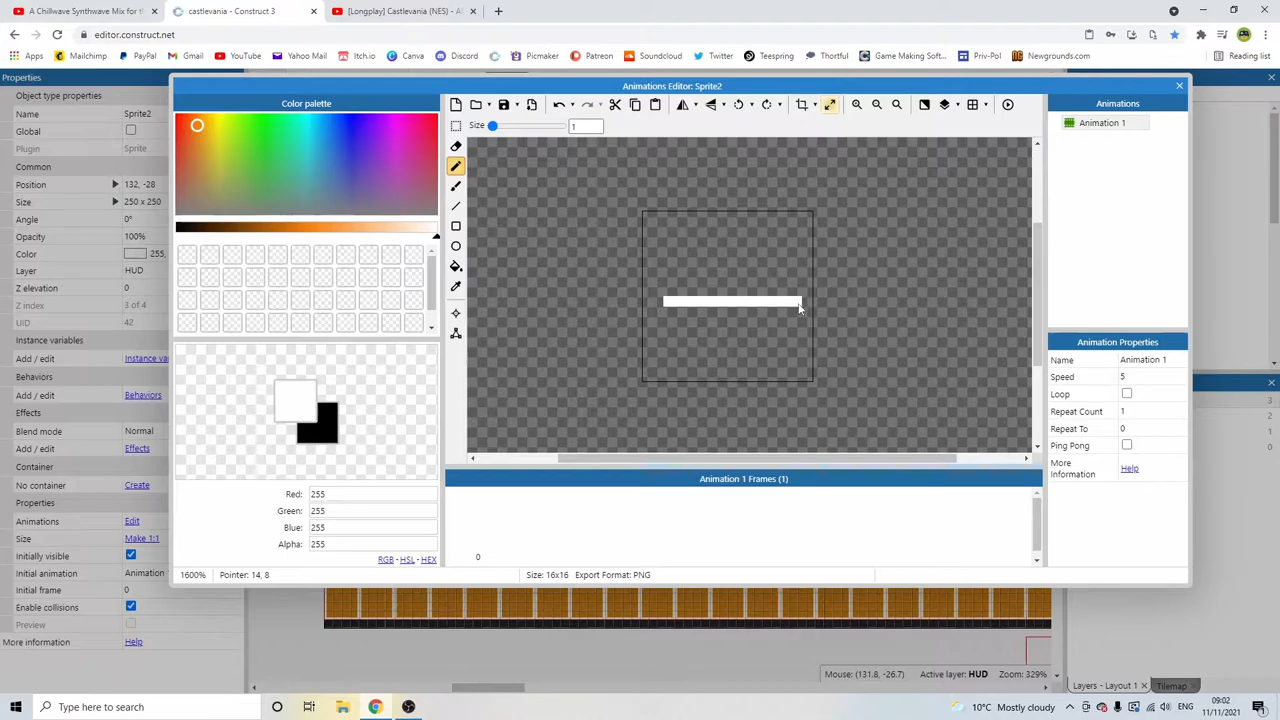 A Chillwave Synthwave Mix for th
castlevania - Construct 3
[Longplay] Castlevania (NES) - Al
editor.construct.net
Apps
Mailchimp
PayPal
Gmail
YouTube
Yahoo Mail
Itch.io
Canva
Discord
Picmaker
Patreon
Soundcloud
Twitter
Teespring
Thortful
Game Making Soft...
Priv-Pol
Newgrounds.com
Reading list
Properties
Animations Editor: Sprite2
Object type properties
Color palette
Animations
Name Sprite2
Global
Plugin Sprite
Size 1
Animation 1
Common
Position 132, -28
Size 250 x 250
Angle 0°
Opacity 100%
Color 255,
Layer HUD
Z elevation 0
Z index 3 of 4
UID 42
Instance variables
Add / edit Instance va
Behaviors
Add / edit Behaviors
Effects
Blend mode Normal
Add / edit Effects
Container
No container Create
Properties
Animations Edit
Size Make 1:1
Initially visible
Initial animation Animation
Initial frame 0
Enable collisions
Preview
More information Help
Red: 255
Green: 255
Blue: 255
Alpha: 255
RGB - HSL - HEX
Animation Properties
Name Animation 1
Speed 5
Loop
Repeat Count 1
Repeat To 0
Ping Pong
More Information Help
Animation 1 Frames (1)
0
1600% Pointer: 14, 8
Size: 16x16 Export Format: PNG
3
2
1
0
Mouse: (131.8, -26.7) Active layer: HUD Zoom: 329%
Layers - Layout 1
Tilemap
Type here to search
10°C Mostly cloudy
ENG
09:02
11/11/2021